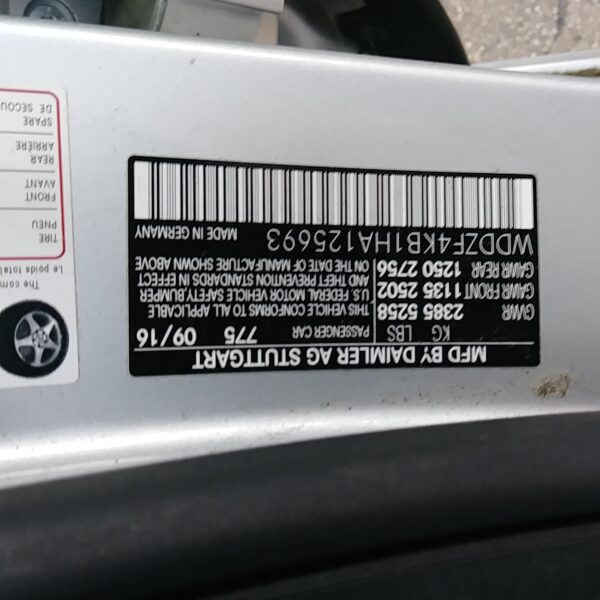 MFD BY DAIMLER AG STUTTGART
KG LBS PASSENGER CAR 775 09/16
GVWR 2385 5258
GAWR FRONT 1135 2502
GAWR REAR 1250 2756
THIS VEHICLE CONFORMS TO ALL APPLICABLE
U.S. FEDERAL MOTOR VEHICLE SAFETY,BUMPER
AND THEFT PREVENTION STANDARDS IN EFFECT
ON THE DATE OF MANUFACTURE SHOWN ABOVE
WDDZF4KB1HA125693 MADE IN GERMANY
The com
Le poids total
TIRE
PNEU
FRONT
AVANT
REAR
ARRIÈRE
SPARE
DE SECOU